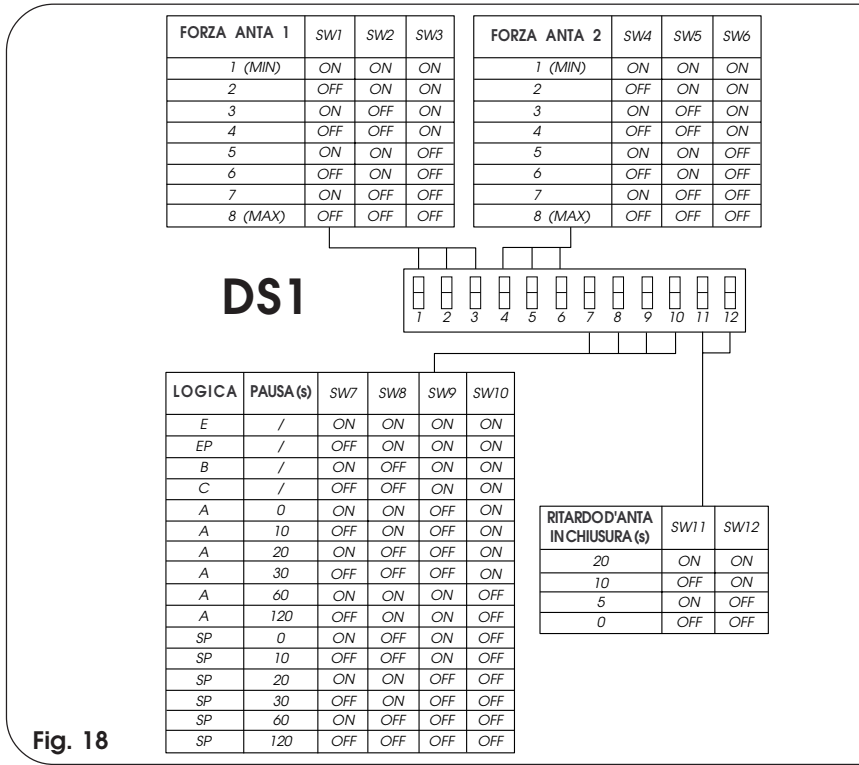 FORZA ANTA 1 SW1 SW2 SW3
1 (MIN) ON ON ON
2 OFF ON ON
3 ON OFF ON
4 OFF OFF ON
5 ON ON OFF
6 OFF ON OFF
7 ON OFF OFF
8 (MAX) OFF OFF OFF
FORZA ANTA 2 SW4 SW5 SW6
1 (MIN) ON ON ON
2 OFF ON ON
3 ON OFF ON
4 OFF OFF ON
5 ON ON OFF
6 OFF ON OFF
7 ON OFF OFF
8 (MAX) OFF OFF OFF
DS1
1 2 3 4 5 6 7 8 9 10 11 12
LOGICA PAUSA (s) SW7 SW8 SW9 SW10
E / ON ON ON ON
EP / OFF ON ON ON
B / ON OFF ON ON
C / OFF OFF ON ON
A 0 ON ON OFF ON
A 10 OFF ON OFF ON
A 20 ON OFF OFF ON
A 30 OFF OFF OFF ON
A 60 ON ON ON OFF
A 120 OFF ON ON OFF
SP 0 ON OFF ON OFF
SP 10 OFF OFF ON OFF
SP 20 ON ON OFF OFF
SP 30 OFF ON OFF OFF
SP 60 ON OFF OFF OFF
SP 120 OFF OFF OFF OFF
RITARDO D'ANTA
IN CHIUSURA (s) SW11 SW12
20 ON ON
10 OFF ON
5 ON OFF
0 OFF OFF
Fig. 18